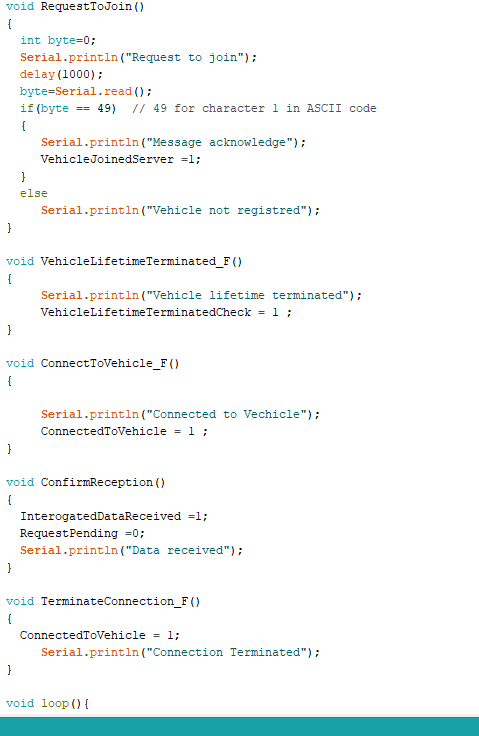 void RequestToJoin()
{
  int byte=0;
  Serial.println("Request to join");
  delay(1000);
  byte=Serial.read();
  if(byte == 49)  // 49 for character 1 in ASCII code
  {
     Serial.println("Message acknowledge");
     VehicleJoinedServer =1;
  }
  else
     Serial.println("Vehicle not registred");
}

void VehicleLifetimeTerminated_F()
{
     Serial.println("Vehicle lifetime terminated");
     VehicleLifetimeTerminatedCheck = 1 ;
}

void ConnectToVehicle_F()
{

     Serial.println("Connected to Vechicle");
     ConnectedToVehicle = 1 ;
}

void ConfirmReception()
{
  InterogatedDataReceived =1;
  RequestPending =0;
  Serial.println("Data received");
}

void TerminateConnection_F()
{
  ConnectedToVehicle = 1;
     Serial.println("Connection Terminated");
}

void loop(){